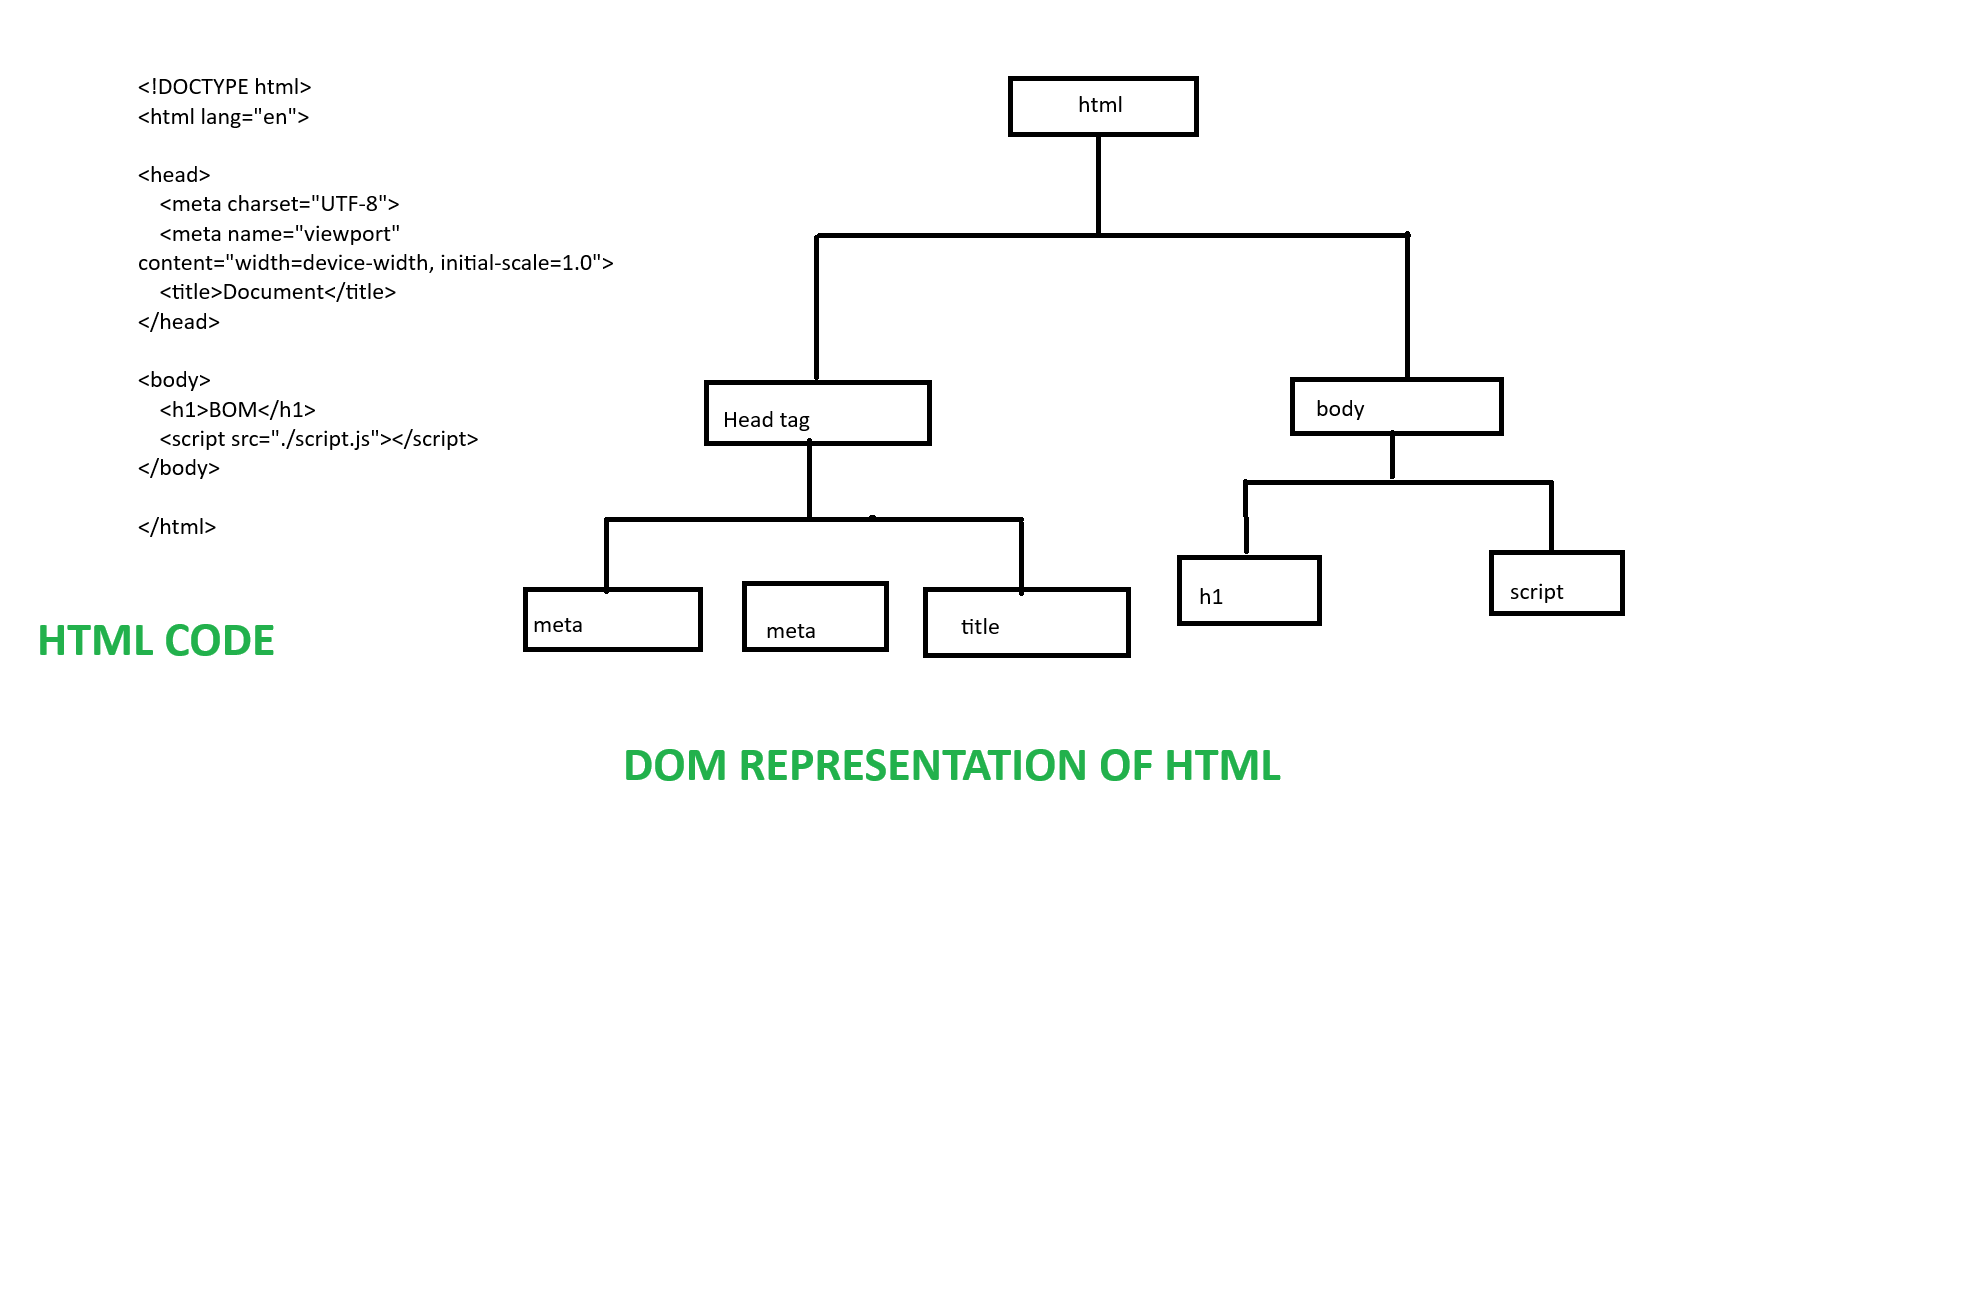 <!DOCTYPE html>
<html lang="en">
<head>
<meta charset="UTF-8">
<meta name="viewport"
content="width=device-width, initial-scale=1.0">
<title>Document</title>
</head>
<body>
<h1>BOM</h1>
<script src="./script.js"></script>
</body>
</html>
HTML CODE
html
Head tag
body
meta
meta
title
h1
script
DOM REPRESENTATION OF HTML